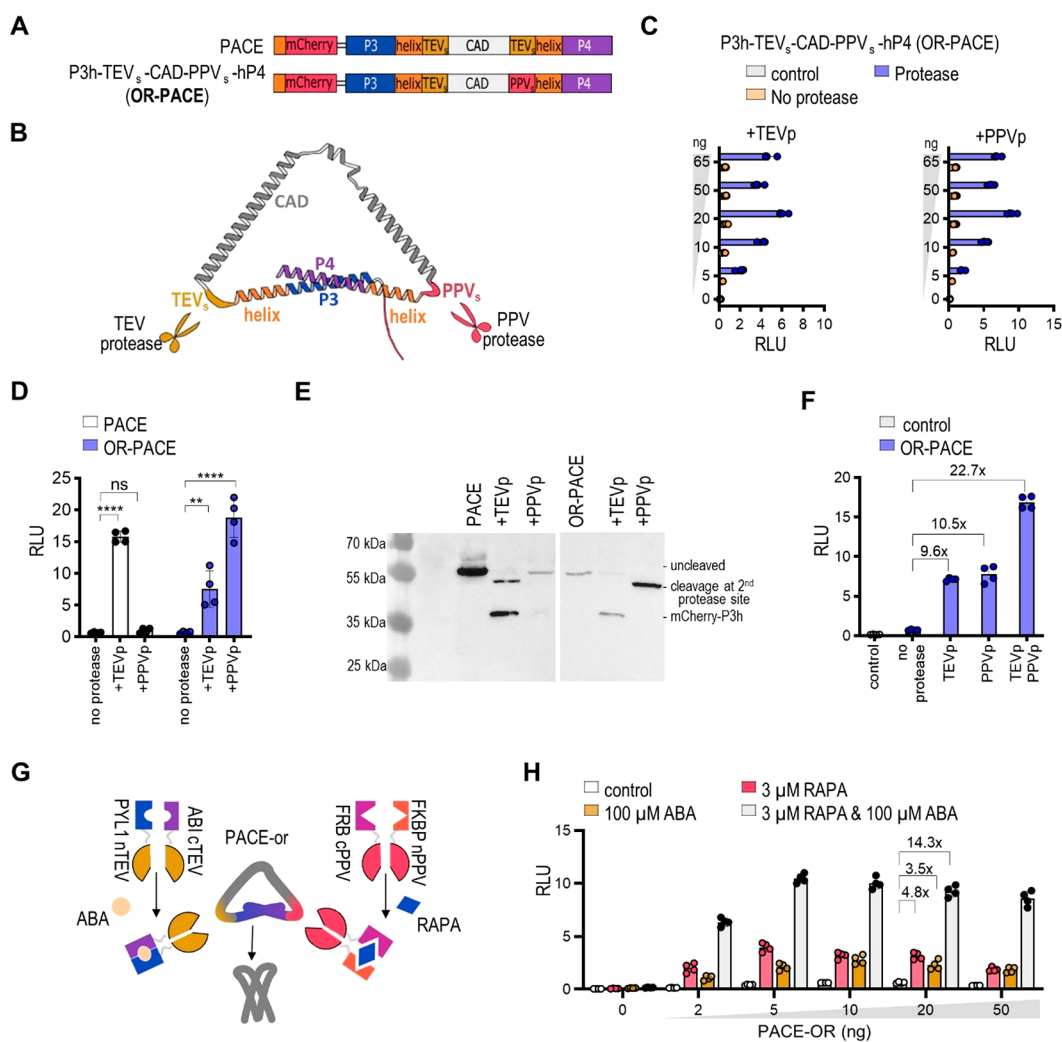 A
PACE
mCherry P3 helix TEVs CAD TEVs helix P4
P3h-TEVs-CAD-PPVs-hP4
(OR-PACE)
mCherry P3 helix TEVs CAD PPVs helix P4
B
CAD
P4
P3
TEVs
helix
helix
PPVs
TEV
protease
PPV
protease
C
P3h-TEVs-CAD-PPVs-hP4 (OR-PACE)
control
Protease
No protease
+TEVp
ng
65
50
20
10
5
0
0 2 4 6 8 10
RLU
+PPVp
ng
65
50
20
10
5
0
0 5 10 15
RLU
D
PACE
OR-PACE
RLU
25
20
15
10
5
0
ns
****
****
**
no protease
+TEVp
+PPVp
no protease
+TEVp
+PPVp
E
PACE
+TEVp
+PPVp
OR-PACE
+TEVp
+PPVp
70 kDa
55 kDa
35 kDa
25 kDa
uncleaved
cleavage at 2nd
protease site
mCherry-P3h
F
control
OR-PACE
RLU
20
15
10
5
0
22.7x
10.5x
9.6x
control
no
protease
TEVp
PPVp
TEVp
PPVp
G
PYL1 nTEV
ABI cTEV
PACE-or
FRB cPPV
FKBP nPPV
ABA
RAPA
H
control
3 µM RAPA
100 µM ABA
3 µM RAPA & 100 µM ABA
RLU
15
10
5
0
14.3x
3.5x
4.8x
0 2 5 10 20 50
PACE-OR (ng)